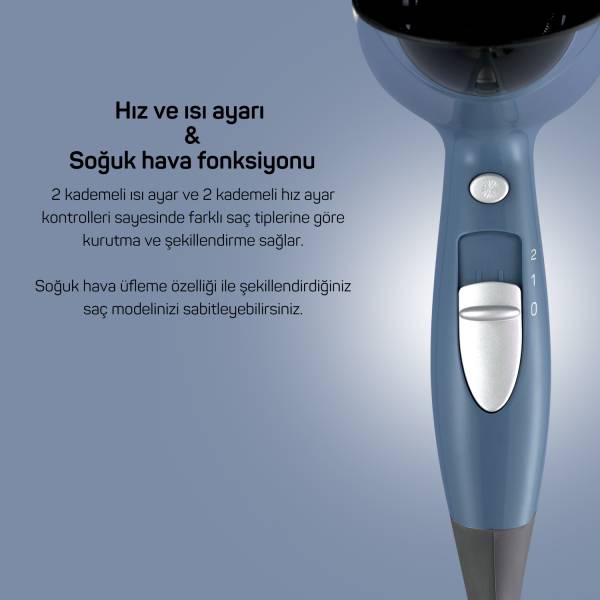 Hız ve ısı ayarı
&
Soğuk hava fonksiyonu
2 kademeli ısı ayar ve 2 kademeli hız ayar
kontrolleri sayesinde farklı saç tiplerine göre
kurutma ve şekillendirme sağlar.
Soğuk hava üfleme özelliği ile şekillendirdiğiniz
saç modelinizi sabitleyebilirsiniz.
2
1
0